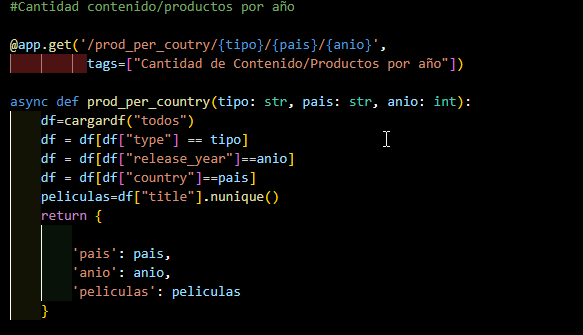 #Cantidad contenido/productos por año
@app.get('/prod_per_coutry/{tipo}/{pais}/{anio}',
tags=["Cantidad de Contenido/Productos por año"])
async def prod_per_country(tipo: str, pais: str, anio: int):
df=cargardf("todos")
df = df[df["type"] == tipo]
df = df[df["release_year"]==anio]
df = df[df["country"]==pais]
peliculas=df["title"].nunique()
return {
'pais': pais,
'anio': anio,
'peliculas': peliculas
}